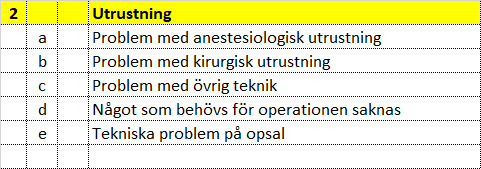 2 Utrustning
a Problem med anestesiologisk utrustning
b Problem med kirurgisk utrustning
c Problem med övrig teknik
d Något som behövs för operationen saknas
e Tekniska problem på opsal